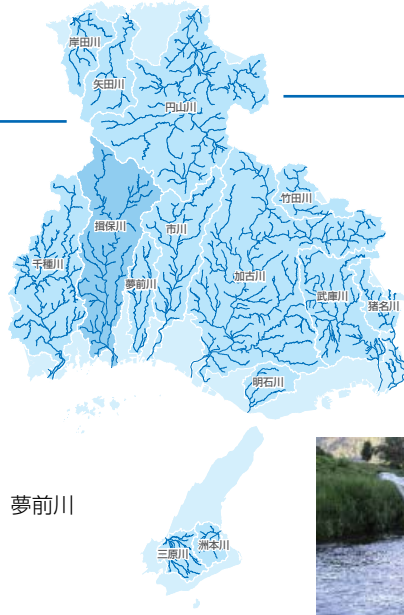 岸田川
矢田川
円山川
竹田川
揖保川
市川
千種川
加古川
夢前川
武庫川
猪名川
明石川
夢前川
洲本川
三原川